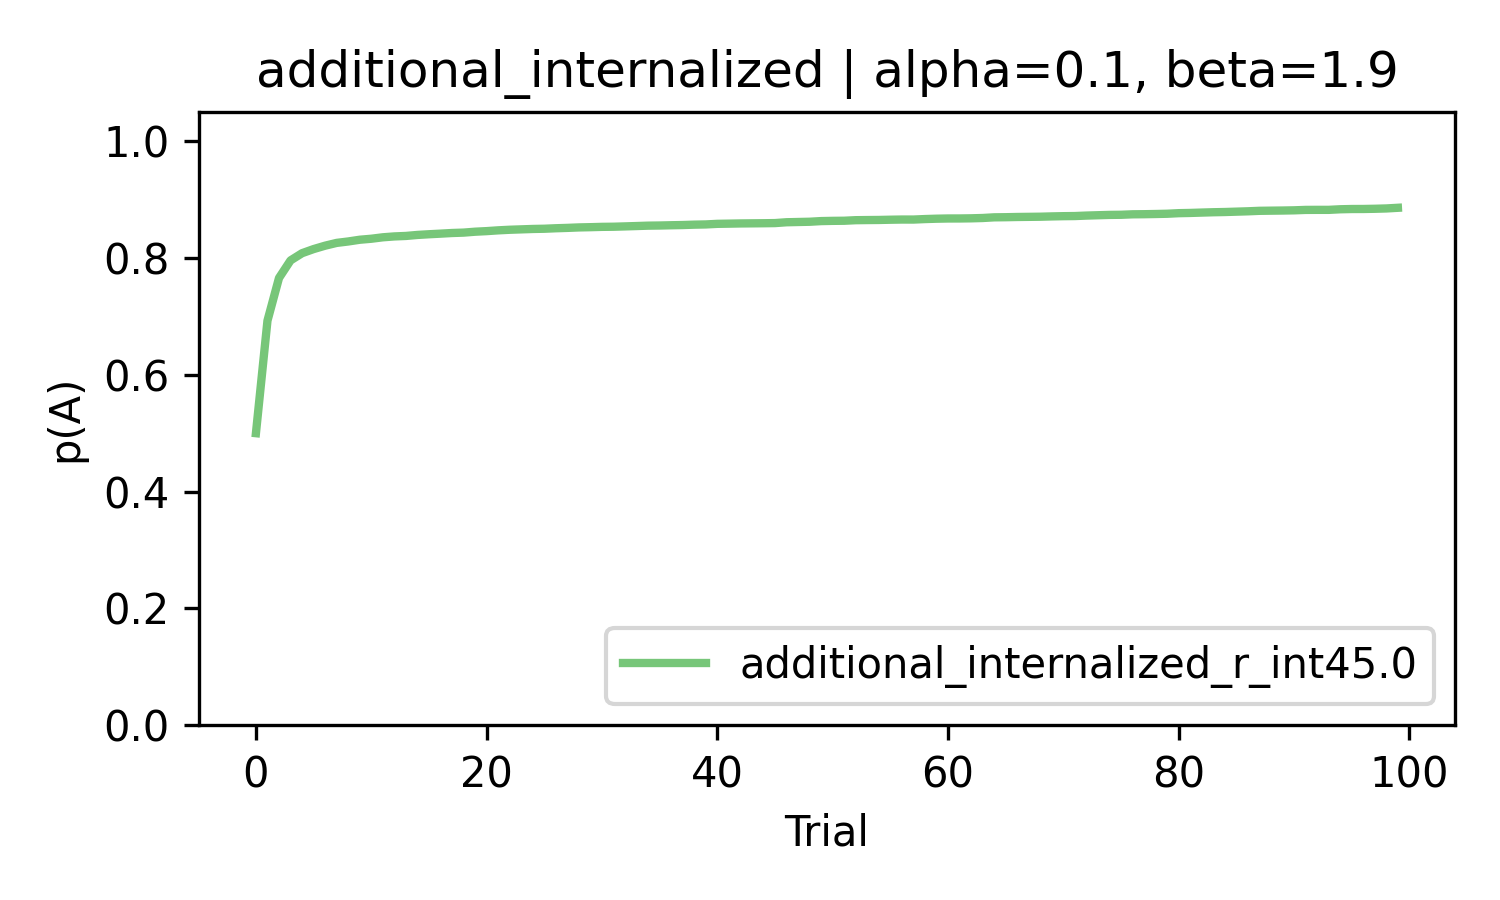 additional_internalized | alpha=0.1, beta=1.9
1.0
0.8
0.6
0.4
0.2
0.0
p(A)
additional_internalized_r_int45.0
0 20 40 60 80 100
Trial